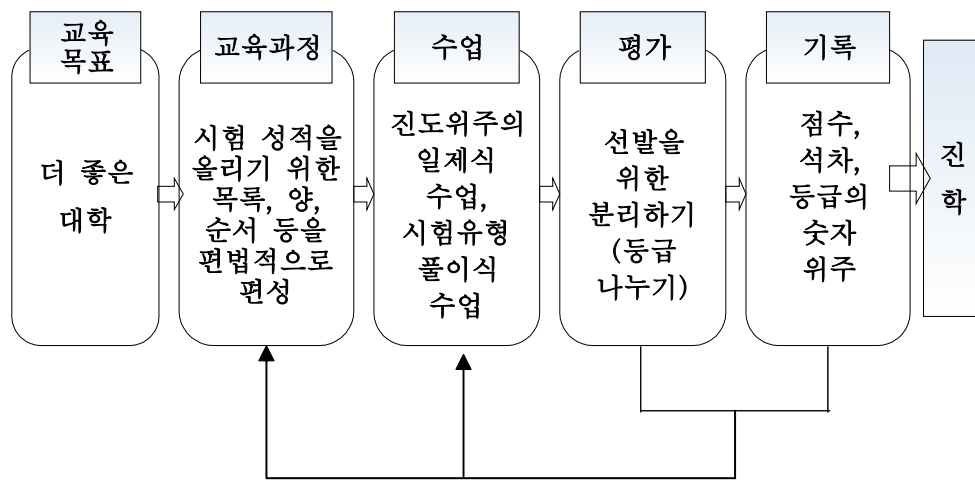 교육
목표
더 좋은
대학
교육과정
시험 성적을
올리기 위한
목록, 양,
순서 등을
편법적으로
편성
수업
진도위주의
일제식
수업,
시험유형
풀이식
수업
평가
선발을
위한
분리하기
(등급
나누기)
기록
점수,
석차,
등급의
숫자
위주
진
학